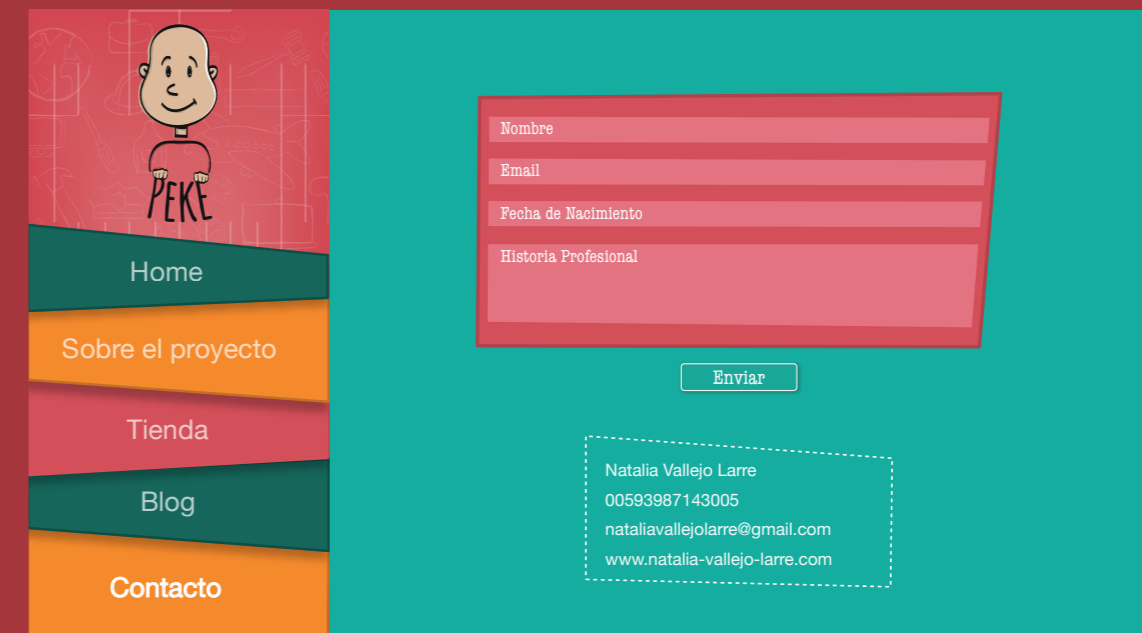 PEKE
Home
Sobre el proyecto
Tienda
Blog
Contacto
Nombre
Email
Fecha de Nacimiento
Historia Profesional
Enviar
Natalia Vallejo Larre
00593987143005
nataliavallejolarre@gmail.com
www.natalia-vallejo-larre.com